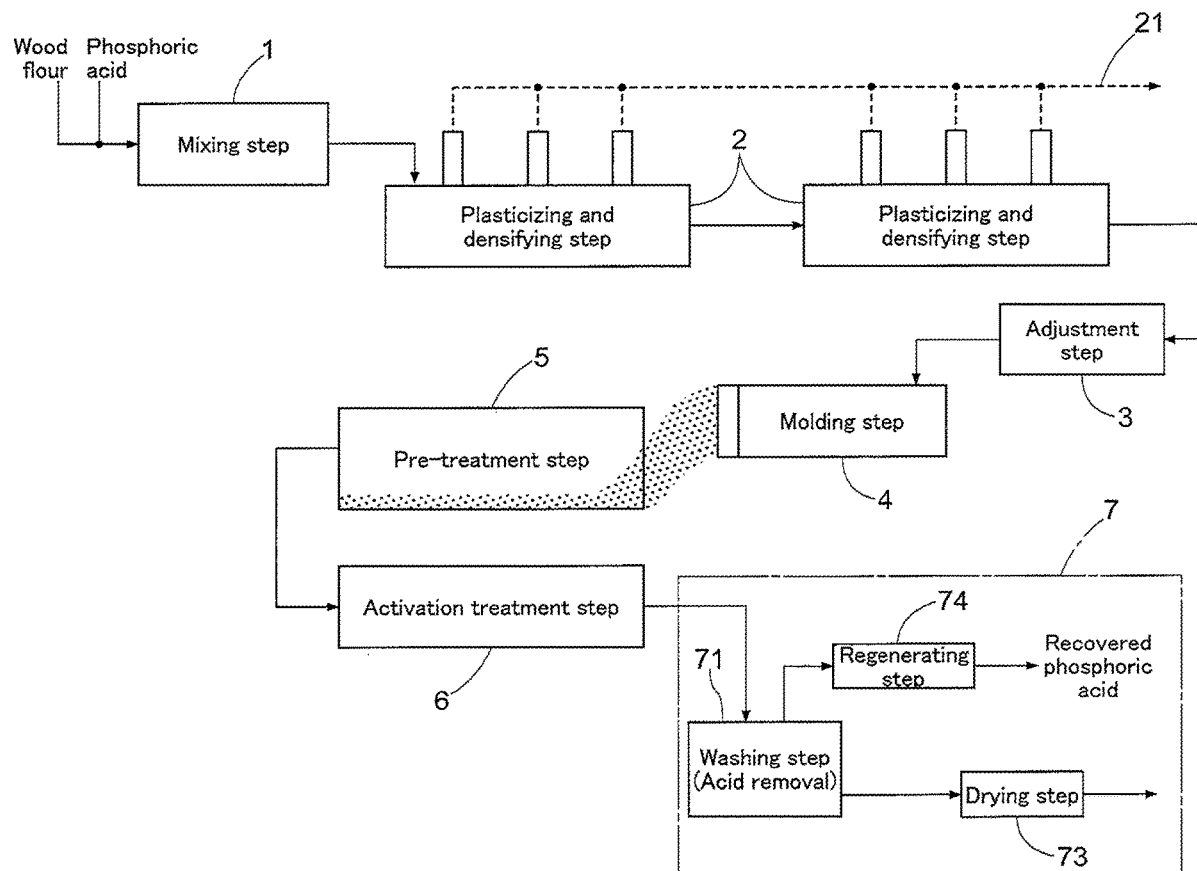 Wood Phosphoric
flour acid
1
21
Mixing step
2
Plasticizing and
densifying step
Plasticizing and
densifying step
Adjustment
step
3
5
Pre-treatment step
Molding step
4
7
Activation treatment step
6
74
Regenerating
step
Recovered
phosphoric
acid
71
Washing step
(Acid removal)
Drying step
73